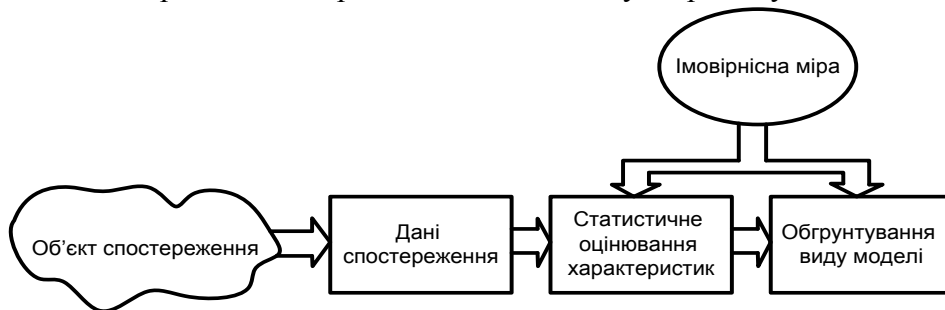 Імовірнісна міра
Об’єкт спостереження
Дані
спостереження
Статистичне
оцінювання
характеристик
Обгрунтування
виду моделі